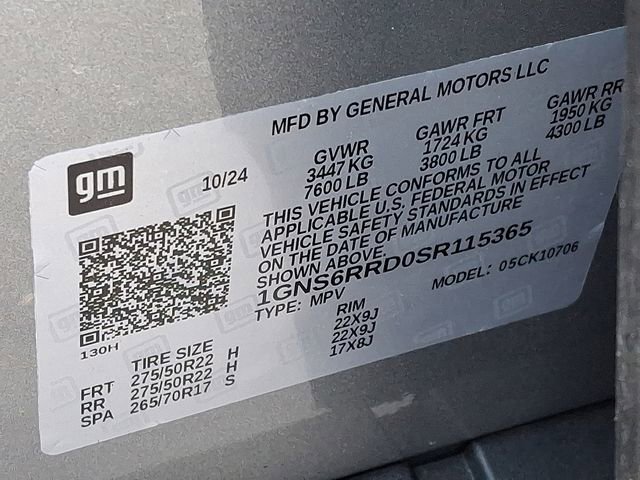 MFD BY GENERAL MOTORS LLC
gm
10/24
GVWR GAWR FRT GAWR RR
3447 KG 1724 KG 1950 KG
7600 LB 3800 LB 4300 LB
THIS VEHICLE CONFORMS TO ALL
APPLICABLE U.S. FEDERAL MOTOR
VEHICLE SAFETY STANDARDS IN EFFECT
ON THE DATE OF MANUFACTURE
SHOWN ABOVE.
1GNS6RRD0SR115365
TYPE: MPV MODEL: 05CK10706
130H
TIRE SIZE RIM
FRT 275/50R22 H 22X9J
RR 275/50R22 H 22X9J
SPA 265/70R17 S 17X8J